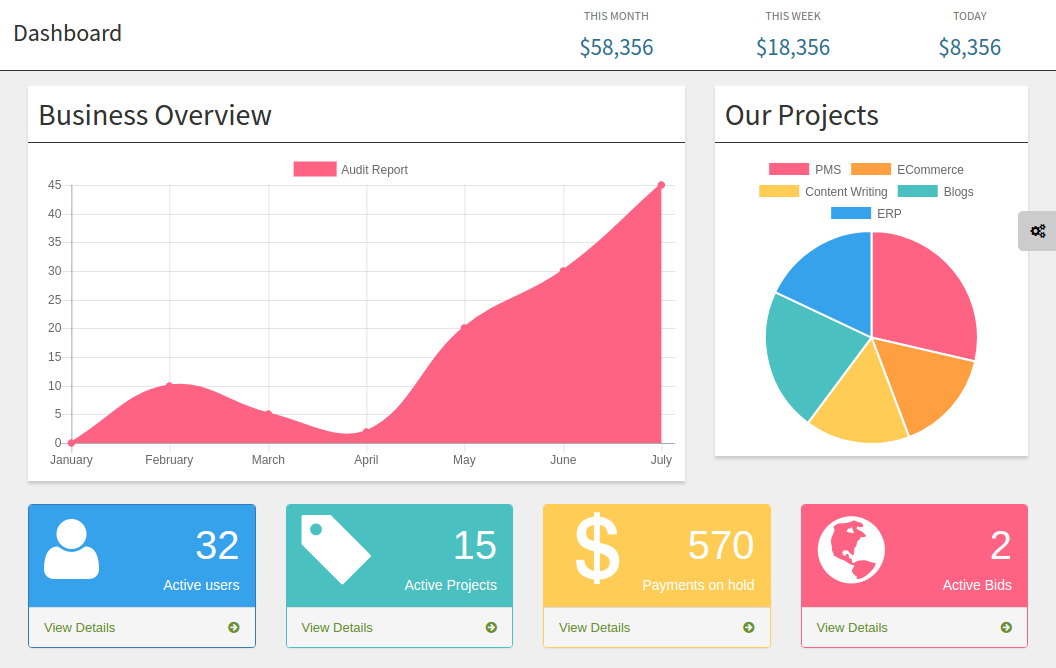 Dashboard
THIS MONTH
$58,356
THIS WEEK
$18,356
TODAY
$8,356
Business Overview
Audit Report
45
40
35
30
25
20
15
10
5
0
January February March April May June July
Our Projects
PMS ECommerce
Content Writing Blogs
ERP
32
Active users
View Details
15
Active Projects
View Details
570
Payments on hold
View Details
2
Active Bids
View Details